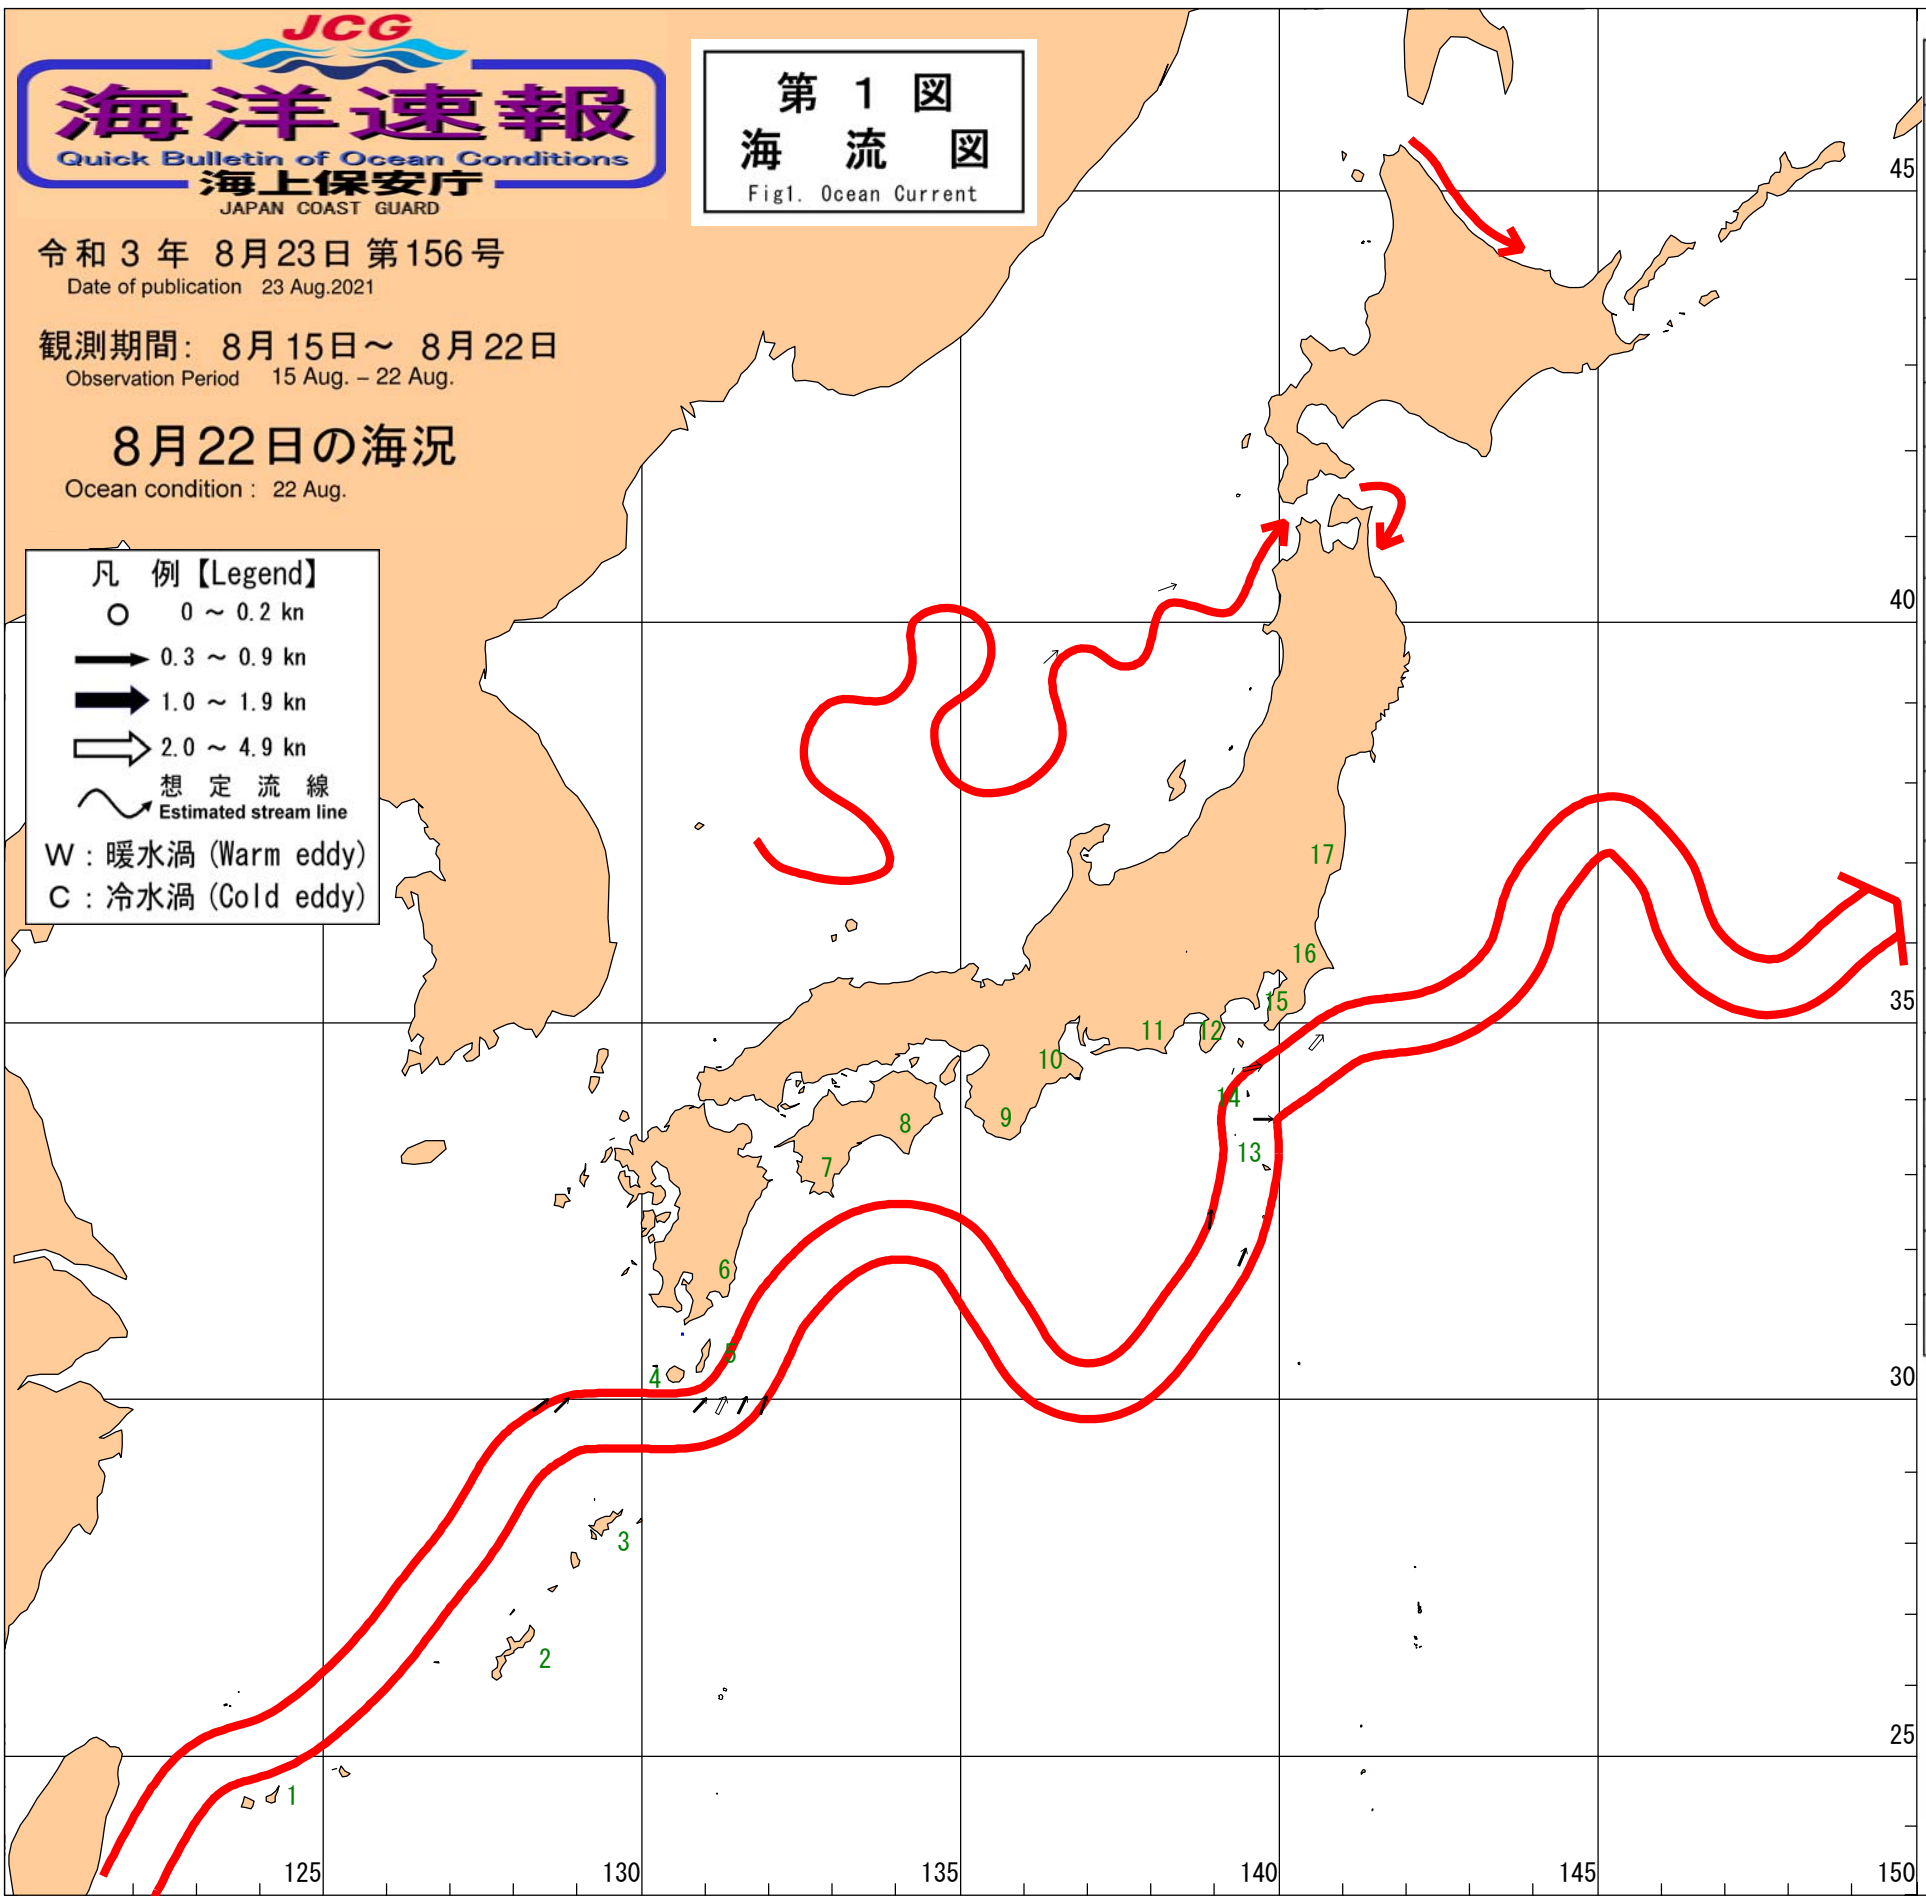 JCG
海洋速報
Quick Bulletin of Ocean Conditions
海上保安庁
JAPAN COAST GUARD
第 1 図
海 流 図
Fig1. Ocean Current
令和 3 年 8月23日 第156号
Date of publication 23 Aug.2021
観測期間: 8月15日～ 8月22日
Observation Period 15 Aug. – 22 Aug.
8月22日の海況
Ocean condition : 22 Aug.
凡 例【Legend】
0 ～ 0.2 kn
0.3 ～ 0.9 kn
1.0 ～ 1.9 kn
2.0 ～ 4.9 kn
想 定 流 線
Estimated stream line
W : 暖水渦 (Warm eddy)
C : 冷水渦 (Cold eddy)
45
40
35
30
25
17
16
15
12
11
10
14
9
8
13
7
6
5
4
3
2
1
125
130
135
140
145
150